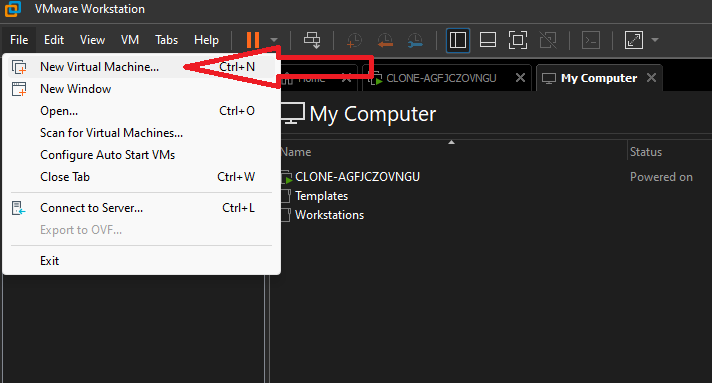 VMware Workstation
File Edit View VM Tabs Help
New Virtual Machine... Ctrl+N
New Window
Open... Ctrl+O
Scan for Virtual Machines...
Configure Auto Start VMs
Close Tab Ctrl+W
Connect to Server... Ctrl+L
Export to OVF...
Exit
Home CLONE-AGFJCZOVNGU My Computer
My Computer
Name Status
CLONE-AGFJCZOVNGU Powered on
Templates
Workstations